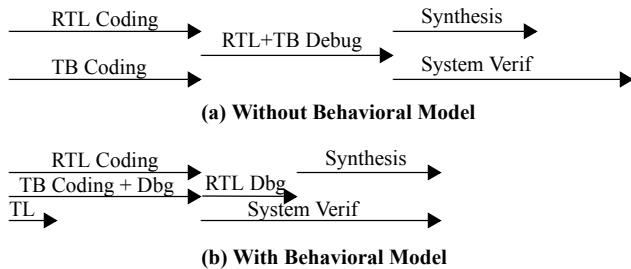 RTL Coding
Synthesis
RTL+TB Debug
TB Coding
System Verif
(a) Without Behavioral Model
RTL Coding
Synthesis
TB Coding + Dbg
RTL Dbg
TL
System Verif
(b) With Behavioral Model